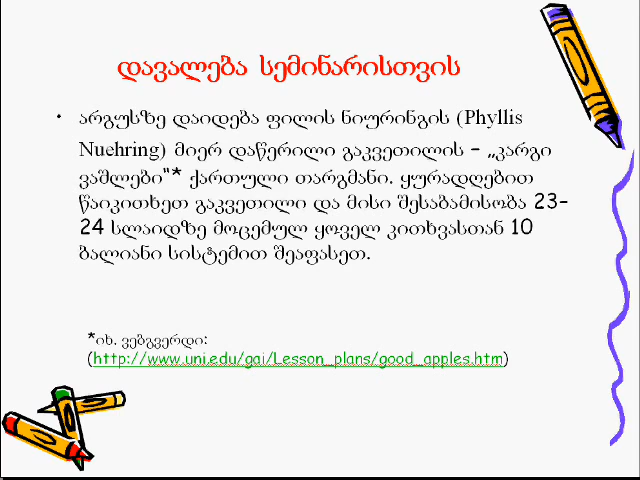 დავალება სემინარისთვის
• არგუსზე დაიდება ფილის ნიურინგის (Phyllis
Nuehring) მიერ დაწერილი გაკვეთილის – „კარგი
ვაშლები“* ქართული თარგმანი. ყურადღებით
წაიკითხეთ გაკვეთილი და მისი შესაბამისობა 23–
24 სლაიდზე მოცემულ ყოველ კითხვასთან 10
ბალიანი სისტემით შეაფასეთ.
*იხ. ვებგვერდი:
(http://www.uni.edu/gai/Lesson_plans/good_apples.htm)